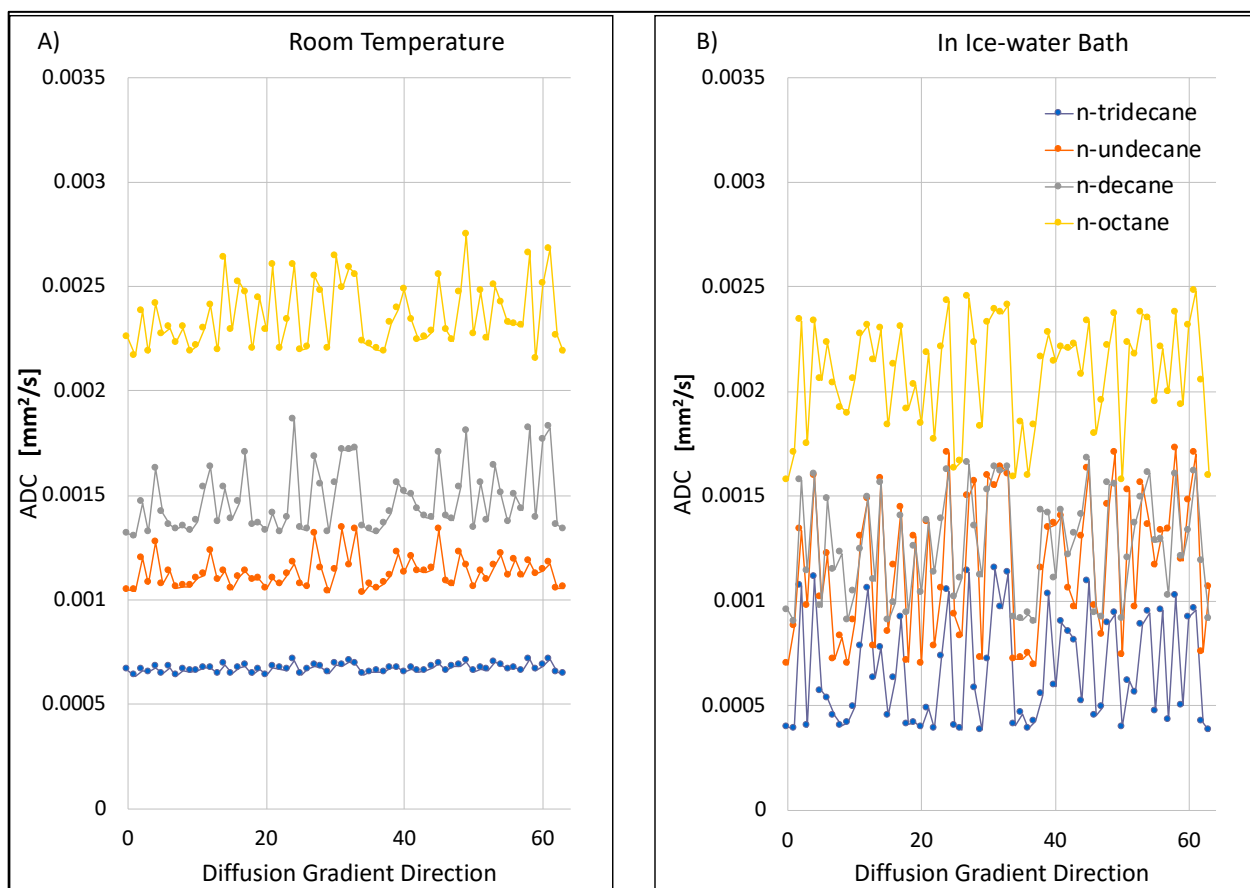 A)
Room Temperature
0.0035
0.003
0.0025
0.002
0.0015
0.001
0.0005
0
ADC [mm²/s]
0
20
40
60
Diffusion Gradient Direction
B)
In Ice-water Bath
0.0035
0.003
0.0025
0.002
0.0015
0.001
0.0005
0
ADC [mm²/s]
n-tridecane
n-undecane
n-decane
n-octane
0
20
40
60
Diffusion Gradient Direction